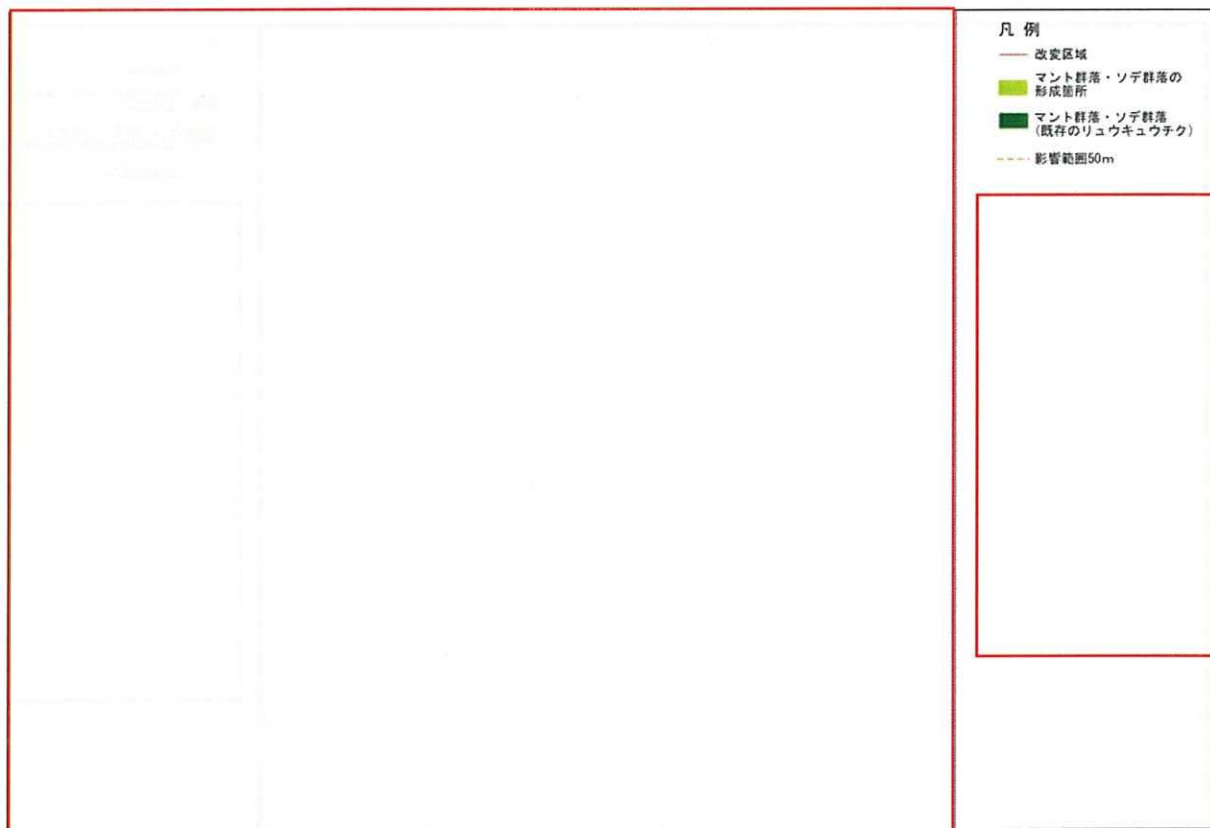 凡 例
改変区域
マント群落・ソデ群落の
形成箇所
マント群落・ソデ群落
(既存のリュウキュウチク)
影響範囲50m